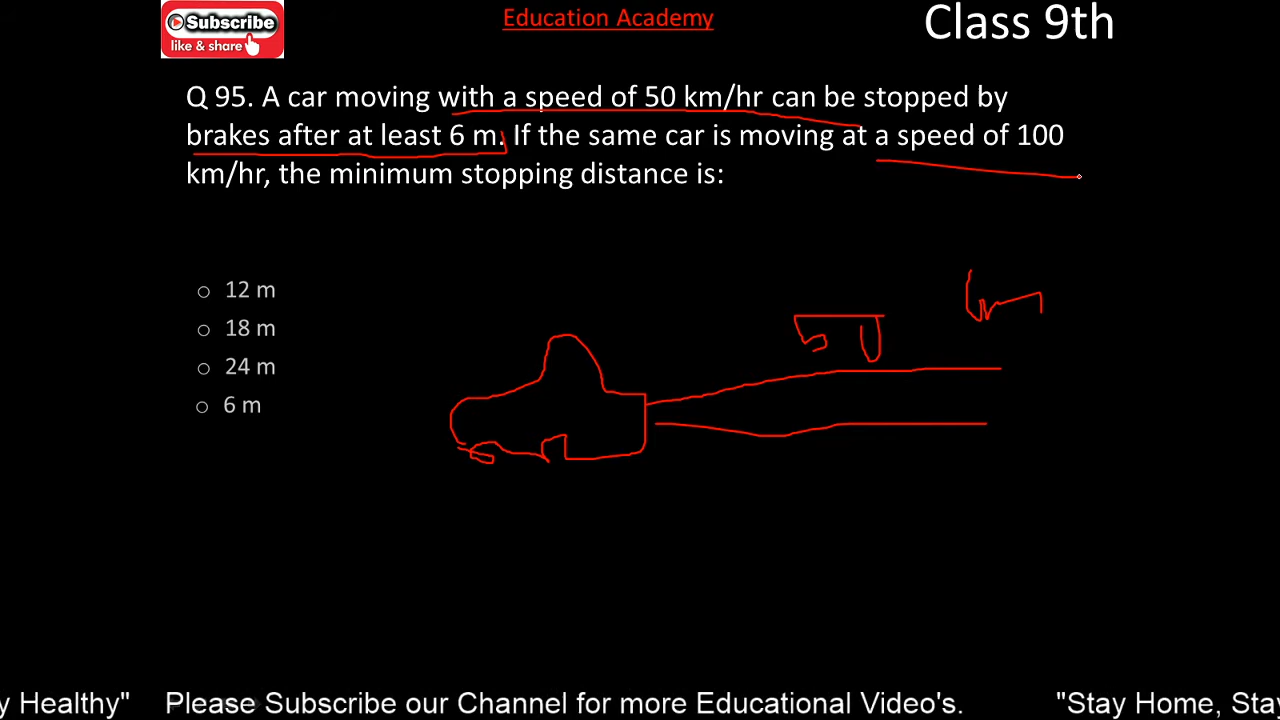 Subscribe
like & share
Education Academy
Class 9th
Q 95. A car moving with a speed of 50 km/hr can be stopped by
brakes after at least 6 m. If the same car is moving at a speed of 100
km/hr, the minimum stopping distance is:
12 m
18 m
24 m
6 m
50
6m
y Healthy" Please Subscribe our Channel for more Educational Video's. "Stay Home, Stay